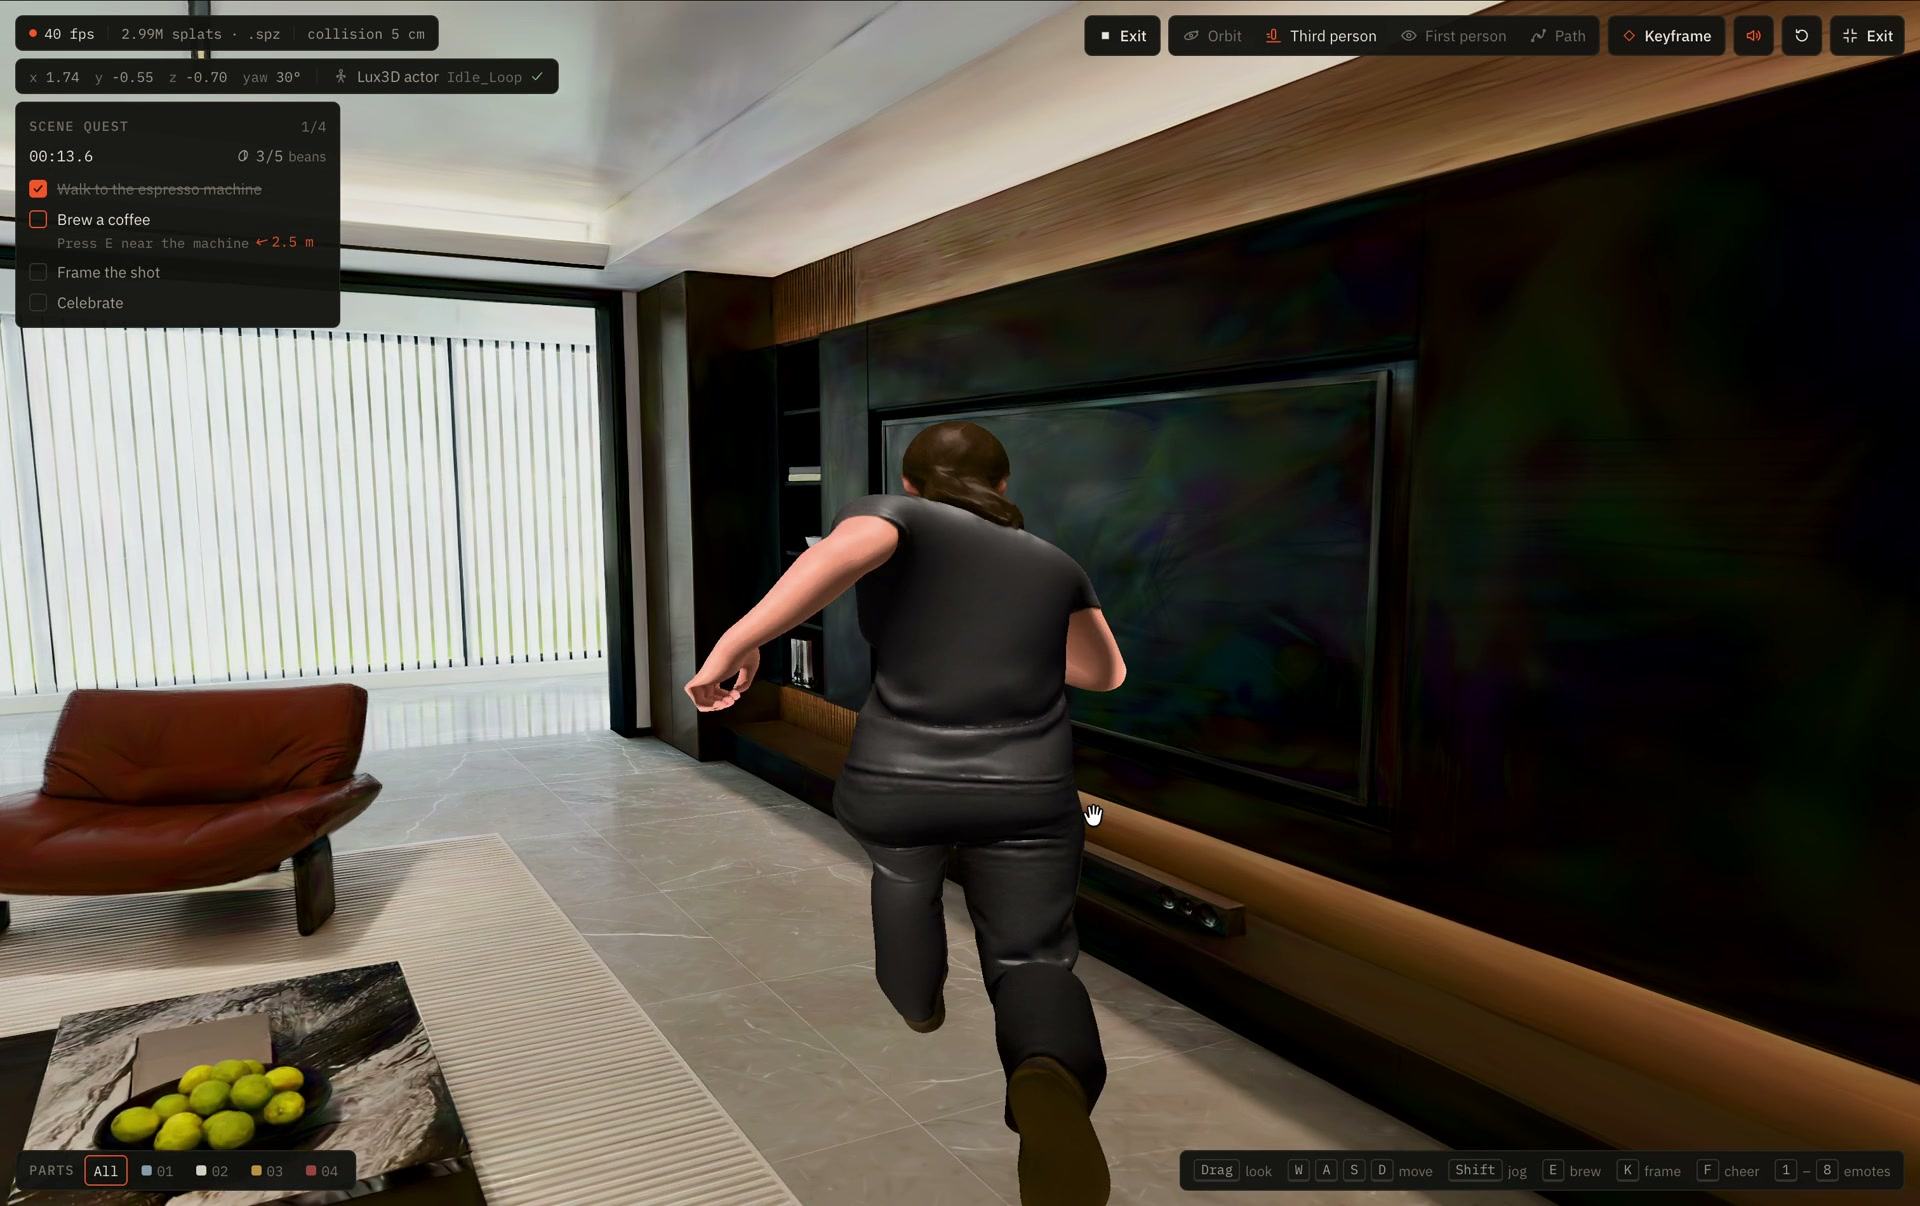 40 fps 2.99M splats · .spz collision 5 cm
Exit Orbit Third person First person Path Keyframe Exit
x 1.74 y -0.55 z -0.70 yaw 30° Lux3D actor Idle_Loop
SCENE QUEST 1/4
00:13.6 3/5 beans
Walk to the espresso machine
Brew a coffee
Press E near the machine ← 2.5 m
Frame the shot
Celebrate
PARTS All 01 02 03 04
Drag look W A S D move Shift jog E brew K frame F cheer 1 – 8 emotes